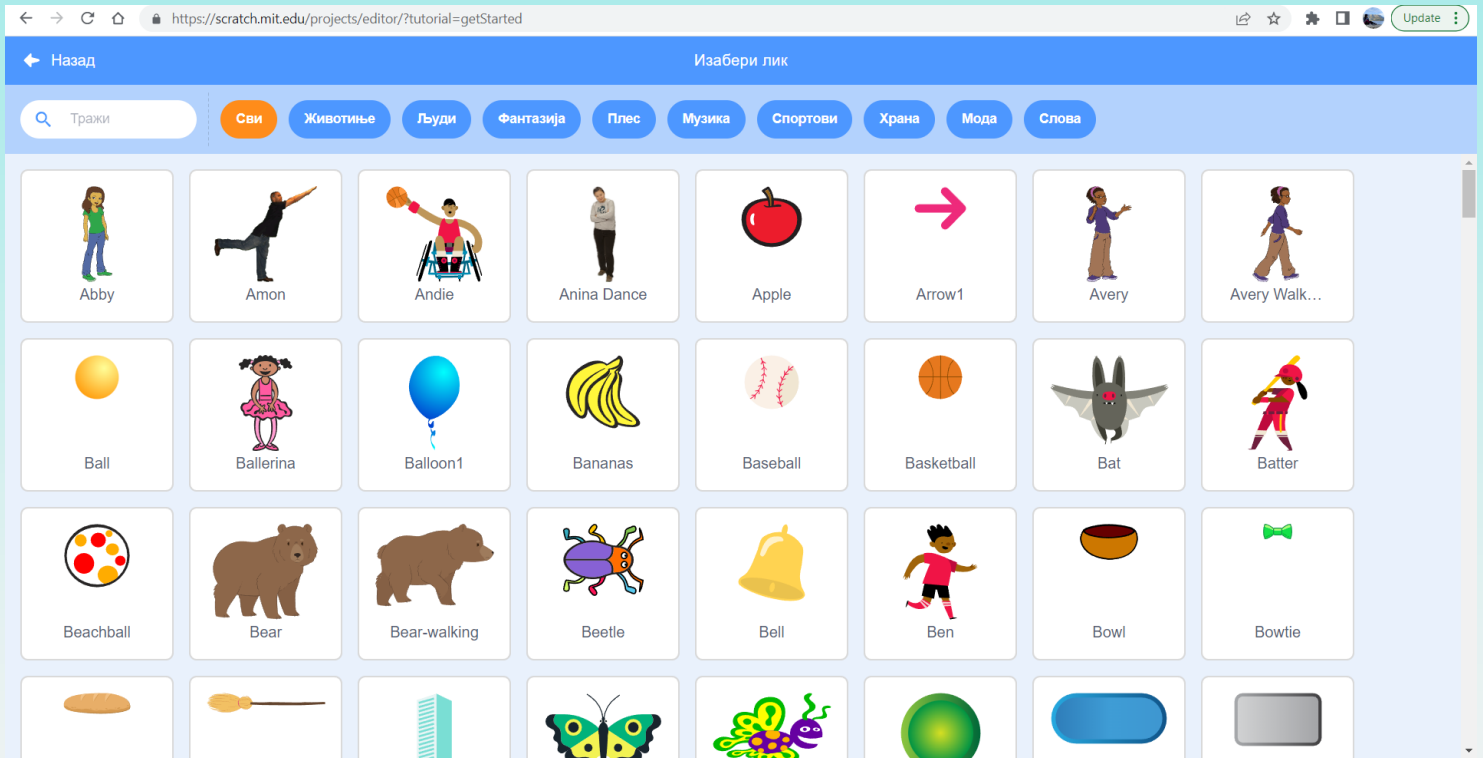 https://scratch.mit.edu/projects/editor/?tutorial=getStarted
Update
Назад
Изабери лик
Тражи
Сви
Животиње
Људи
Фантазија
Плес
Музика
Спортови
Храна
Мода
Слова
Abby
Amon
Andie
Anina Dance
Apple
Arrow1
Avery
Avery Walk…
Ball
Ballerina
Balloon1
Bananas
Baseball
Basketball
Bat
Batter
Beachball
Bear
Bear-walking
Beetle
Bell
Ben
Bowl
Bowtie